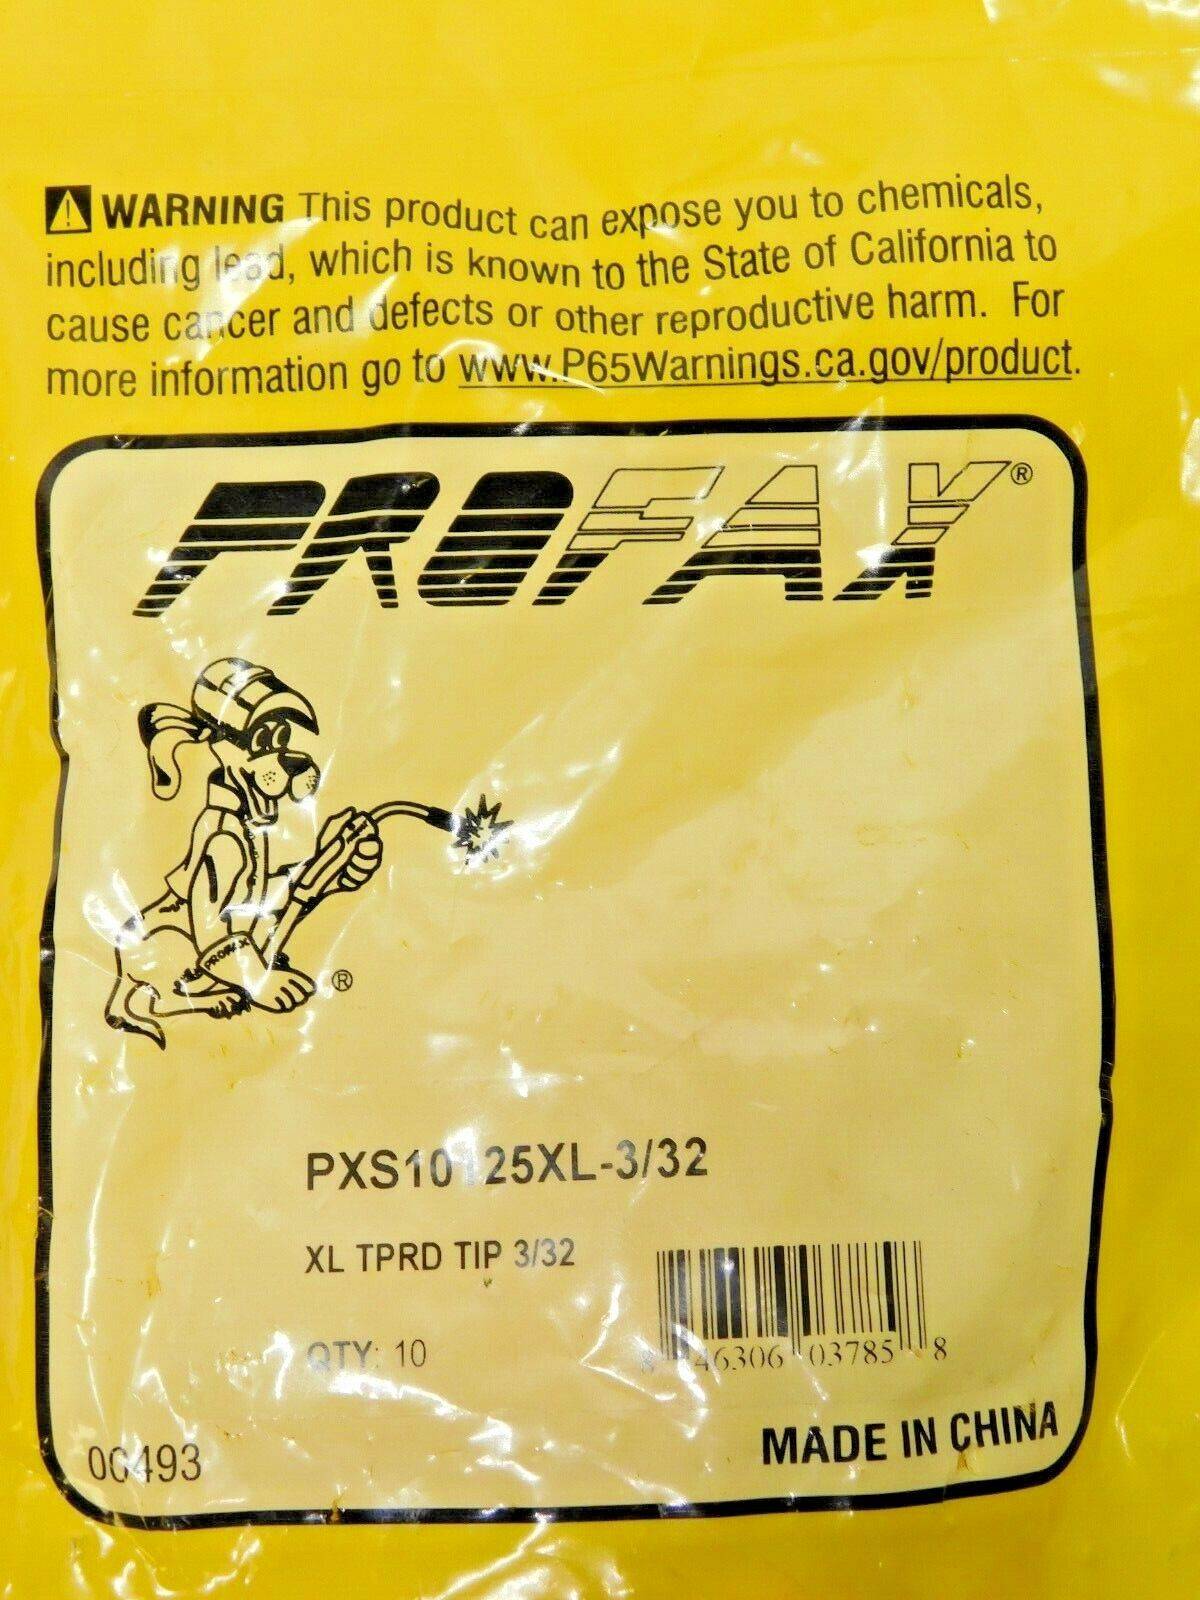 WARNING This product can expose you to chemicals,
including lead, which is known to the State of California to
cause cancer and defects or other reproductive harm. For
more information go to www.P65Warnings.ca.gov/product.
PROFAX®
PROFAX
®
PXS10125XL-3/32
XL TPRD TIP 3/32
QTY: 10
8 46306 03785 8
MADE IN CHINA